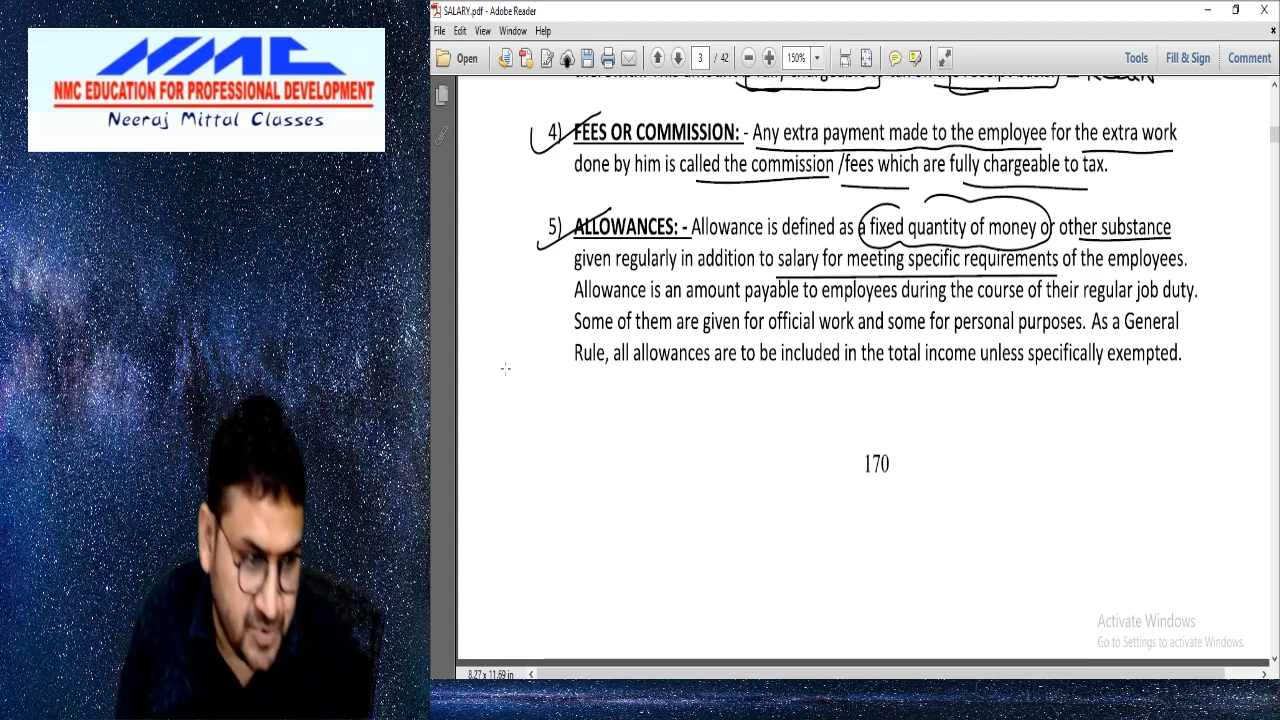 NMC
NMC EDUCATION FOR PROFESSIONAL DEVELOPMENT
Neeraj Mittal Classes
SALARY.pdf - Adobe Reader
File Edit View Window Help
Open 3 / 42 150% Tools Fill & Sign Comment
4) FEES OR COMMISSION: - Any extra payment made to the employee for the extra work
done by him is called the commission /fees which are fully chargeable to tax.
5) ALLOWANCES: - Allowance is defined as a fixed quantity of money or other substance
given regularly in addition to salary for meeting specific requirements of the employees.
Allowance is an amount payable to employees during the course of their regular job duty.
Some of them are given for official work and some for personal purposes. As a General
Rule, all allowances are to be included in the total income unless specifically exempted.
170
Activate Windows
Go to Settings to activate Windows.
8.27 x 11.69 in